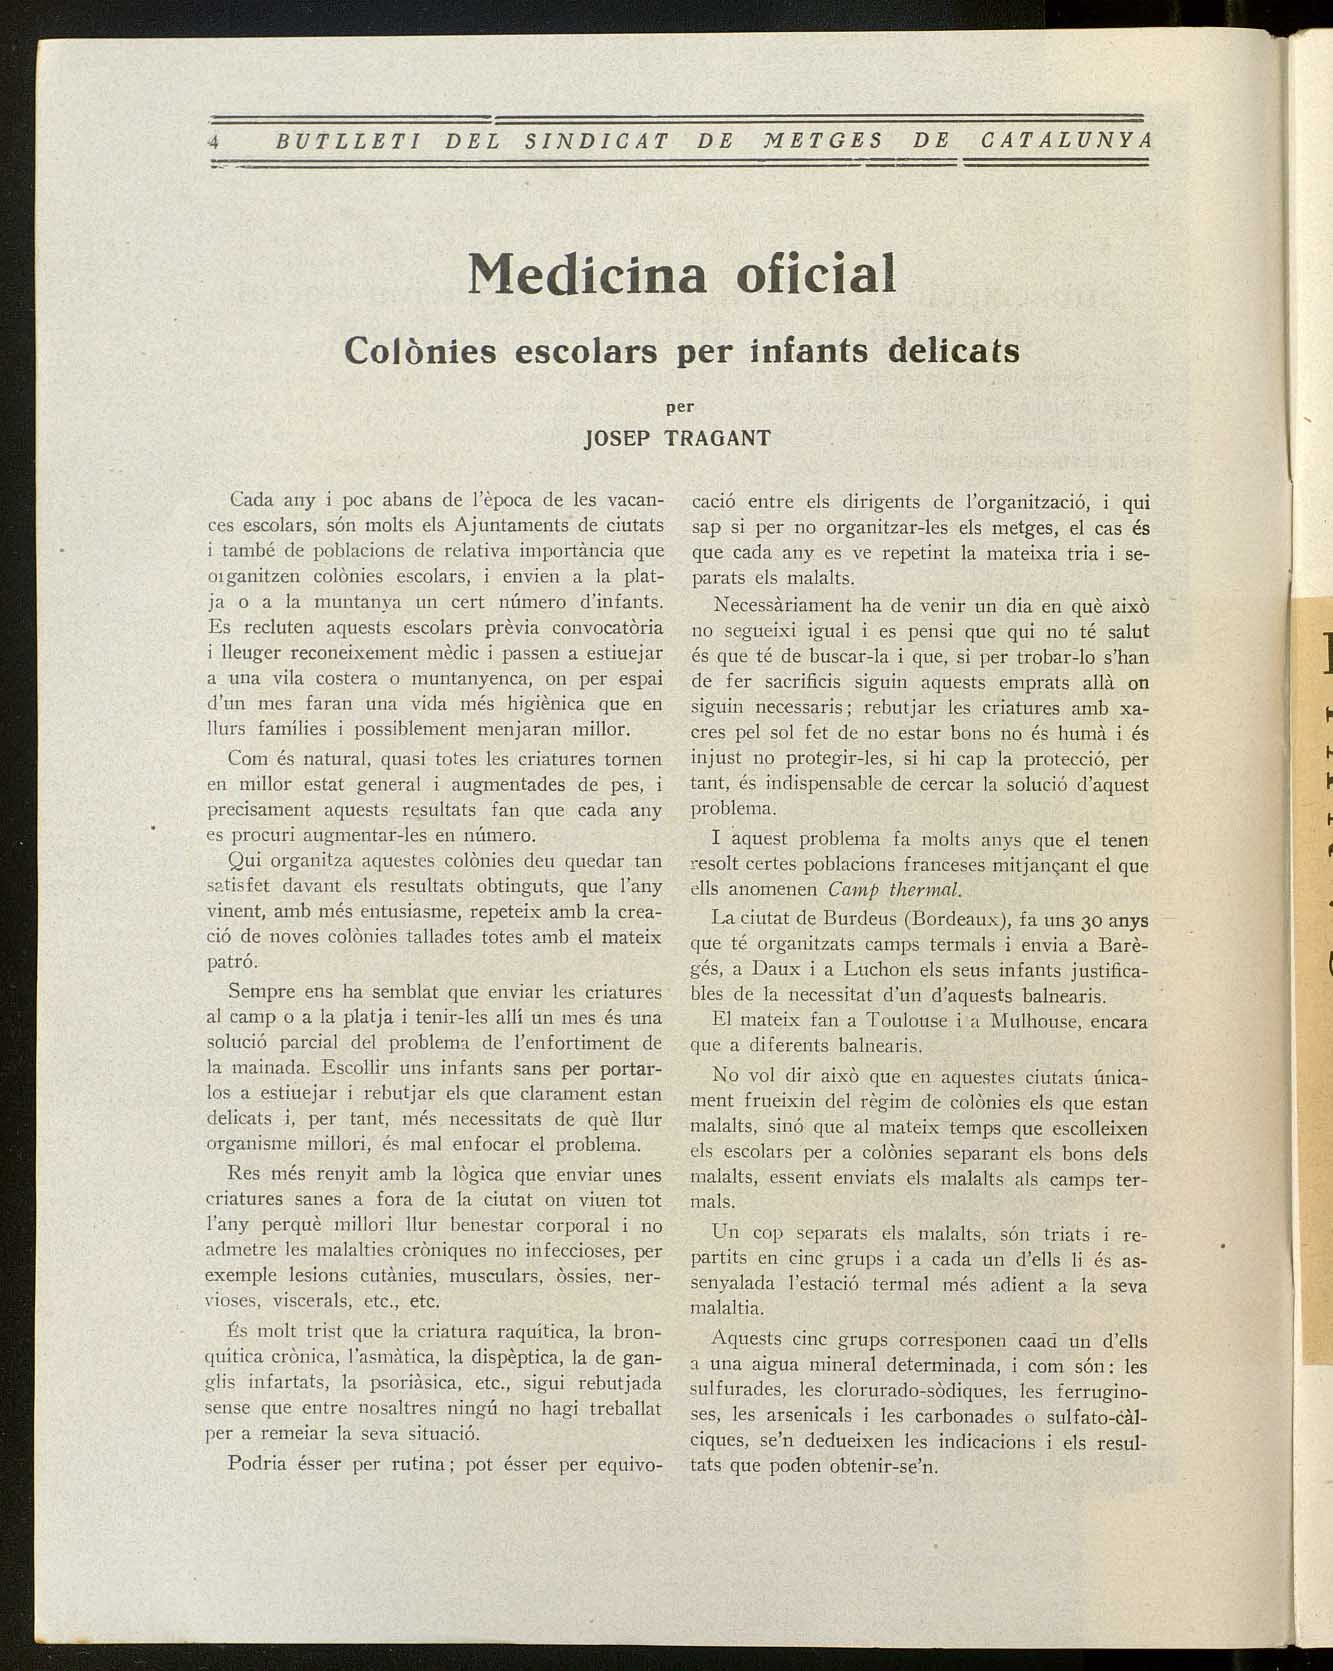 4 BUTLLETI DEL SINDICAT DE METGES DE CATALUNYA
Medicina oficial
Colònies escolars per infants delicats
per
JOSEP TRAGANT
Cada any i poc abans de l'època de les vacan-
ces escolars, són molts els Ajuntaments de ciutats
i també de poblacions de relativa importància que
organitzen colònies escolars, i envien a la plat-
ja o a la muntanya un cert número d'infants.
Es recluten aquests escolars prèvia convocatòria
i lleuger reconeixement mèdic i passen a estiuejar
a una vila costera o muntanyenca, on per espai
d'un mes faran una vida més higiènica que en
llurs famílies i possiblement menjaran millor.
Com és natural, quasi totes les criatures tornen
en millor estat general i augmentades de pes, i
precisament aquests resultats fan que cada any
es procuri augmentar-les en número.
Qui organitza aquestes colònies deu quedar tan
satisfet davant els resultats obtinguts, que l'any
vinent, amb més entusiasme, repeteix amb la crea-
ció de noves colònies tallades totes amb el mateix
patró.
Sempre ens ha semblat que enviar les criatures
al camp o a la platja i tenir-les allí un mes és una
solució parcial del problema de l'enfortiment de
la mainada. Escollir uns infants sans per portar-
los a estiuejar i rebutjar els que clarament estan
delicats i, per tant, més necessitats de què llur
organisme millori, és mal enfocar el problema.
Res més renyit amb la lògica que enviar unes
criatures sanes a fora de la ciutat on viuen tot
l'any perquè millori llur benestar corporal i no
admetre les malalties cròniques no infeccioses, per
exemple lesions cutànies, musculars, òssies, ner-
vioses, viscerals, etc., etc.
És molt trist que la criatura raquítica, la bron-
quítica crònica, l'asmàtica, la dispèptica, la de gan-
glis infartats, la psoriàsica, etc., sigui rebutjada
sense que entre nosaltres ningú no hagi treballat
per a remeiar la seva situació.
Podria ésser per rutina; pot ésser per equivo-
cació entre els dirigents de l'organització, i qui
sap si per no organitzar-les els metges, el cas és
que cada any es ve repetint la mateixa tria i se-
parats els malalts.
Necessàriament ha de venir un dia en què això
no segueixi igual i es pensi que qui no té salut
és que té de buscar-la i que, si per trobar-lo s'han
de fer sacrificis siguin aquests emprats allà on
siguin necessaris; rebutjar les criatures amb xa-
cres pel sol fet de no estar bons no és humà i és
injust no protegir-les, si hi cap la protecció, per
tant, és indispensable de cercar la solució d'aquest
problema.
I aquest problema fa molts anys que el tenen
resolt certes poblacions franceses mitjançant el que
ells anomenen Camp thermal.
La ciutat de Burdeus (Bordeaux), fa uns 30 anys
que té organitzats camps termals i envia a Barè-
gés, a Daux i a Luchon els seus infants justifica-
bles de la necessitat d'un d'aquests balnearis.
El mateix fan a Toulouse i a Mulhouse, encara
que a diferents balnearis.
No vol dir això que en aquestes ciutats única-
ment frueixin del règim de colònies els que estan
malalts, sinó que al mateix temps que escolleixen
els escolars per a colònies separant els bons dels
malalts, essent enviats els malalts als camps ter-
mals.
Un cop separats els malalts, són triats i re-
partits en cinc grups i a cada un d'ells li és as-
senyalada l'estació termal més adient a la seva
malaltia.
Aquests cinc grups corresponen caad un d'ells
a una aigua mineral determinada, i com són: les
sulfurades, les clorurado-sòdiques, les ferrugino-
ses, les arsenicals i les carbonades o sulfato-càl-
ciques, se'n dedueixen les indicacions i els resul-
tats que poden obtenir-se'n.